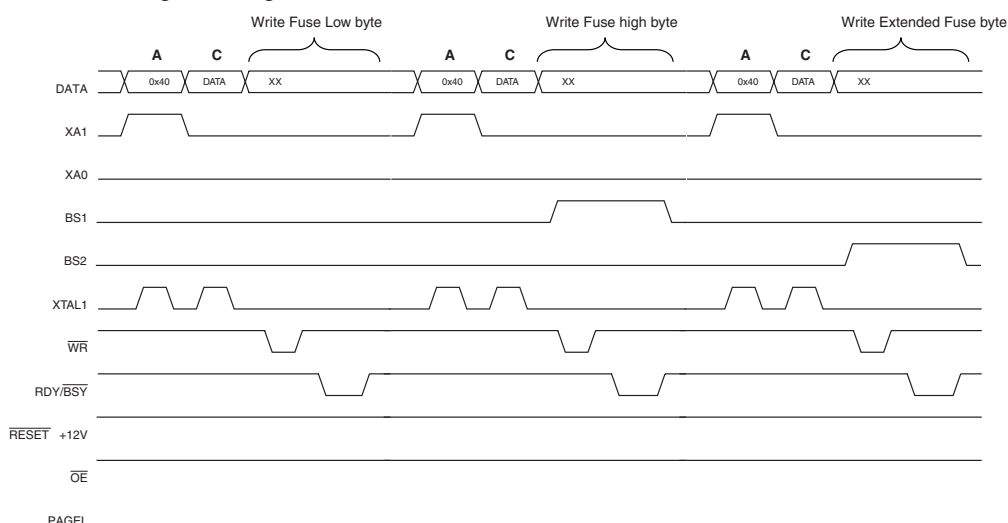 Write Fuse Low byte Write Fuse high byte Write Extended Fuse byte
A C A C A C
DATA 0x40 DATA XX 0x40 DATA XX 0x40 DATA XX
XA1
XA0
BS1
BS2
XTAL1
WR
RDY/BSY
RESET +12V
OE
PAGEL